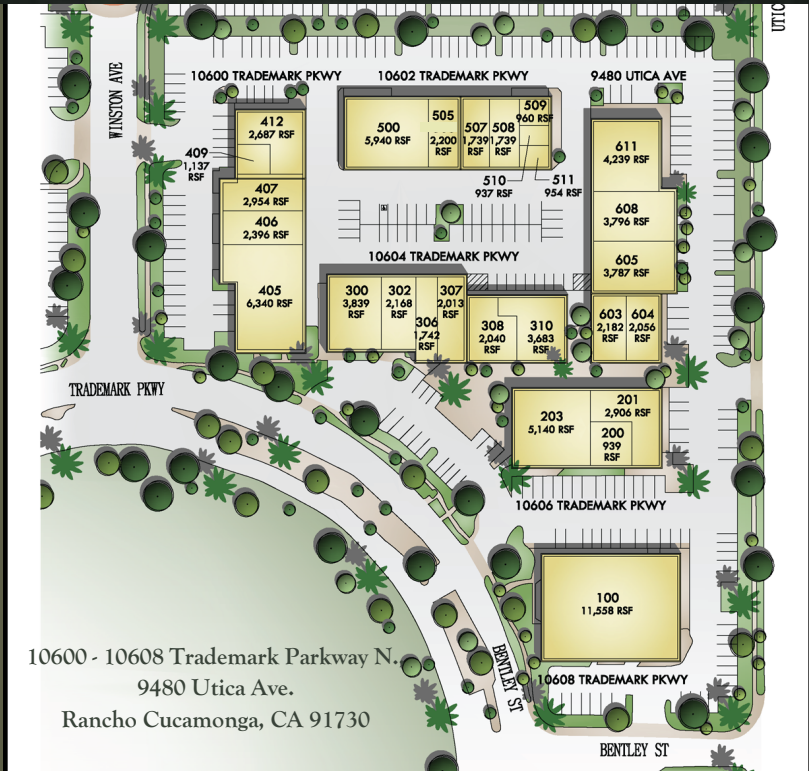 UTIC
10600 TRADEMARK PKWY
10602 TRADEMARK PKWY
9480 UTICA AVE
WINSTON AVE
412
2,687 RSF
409
1,137
RSF
407
2,954 RSF
406
2,396 RSF
405
6,340 RSF
500
5,940 RSF
505
2,200
RSF
507
1,739
RSF
508
1,739
RSF
509
960 RSF
510
937 RSF
511
954 RSF
611
4,239 RSF
608
3,796 RSF
605
3,787 RSF
603
2,182
RSF
604
2,056
RSF
10604 TRADEMARK PKWY
300
3,839
RSF
302
2,168
RSF
306
1,742
RSF
307
2,013
RSF
308
2,040
RSF
310
3,683
RSF
TRADEMARK PKWY
203
5,140 RSF
201
2,906 RSF
200
939
RSF
10606 TRADEMARK PKWY
100
11,558 RSF
10608 TRADEMARK PKWY
BENTLEY ST
BENTLEY ST
10600 - 10608 Trademark Parkway N.
9480 Utica Ave.
Rancho Cucamonga, CA 91730